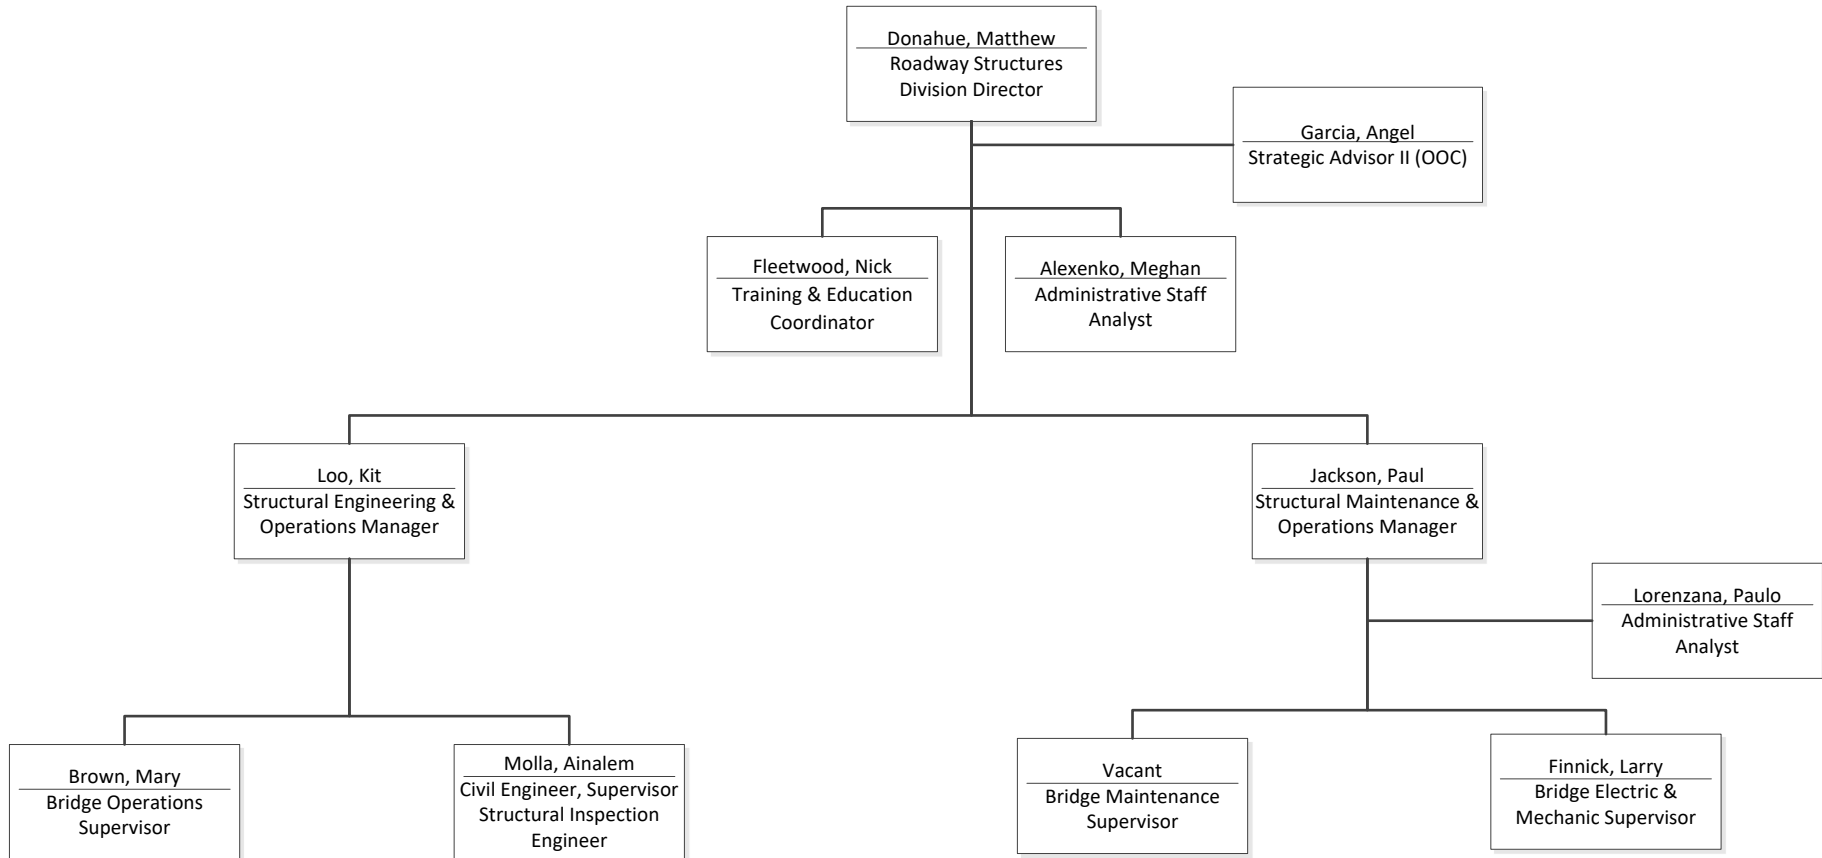 Donahue, Matthew
Roadway Structures
Division Director
Garcia, Angel
Strategic Advisor II (OOC)
Fleetwood, Nick
Training & Education
Coordinator
Alexenko, Meghan
Administrative Staff
Analyst
Loo, Kit
Structural Engineering &
Operations Manager
Jackson, Paul
Structural Maintenance &
Operations Manager
Lorenzana, Paulo
Administrative Staff
Analyst
Brown, Mary
Bridge Operations
Supervisor
Molla, Ainalem
Civil Engineer, Supervisor
Structural Inspection
Engineer
Vacant
Bridge Maintenance
Supervisor
Finnick, Larry
Bridge Electric &
Mechanic Supervisor